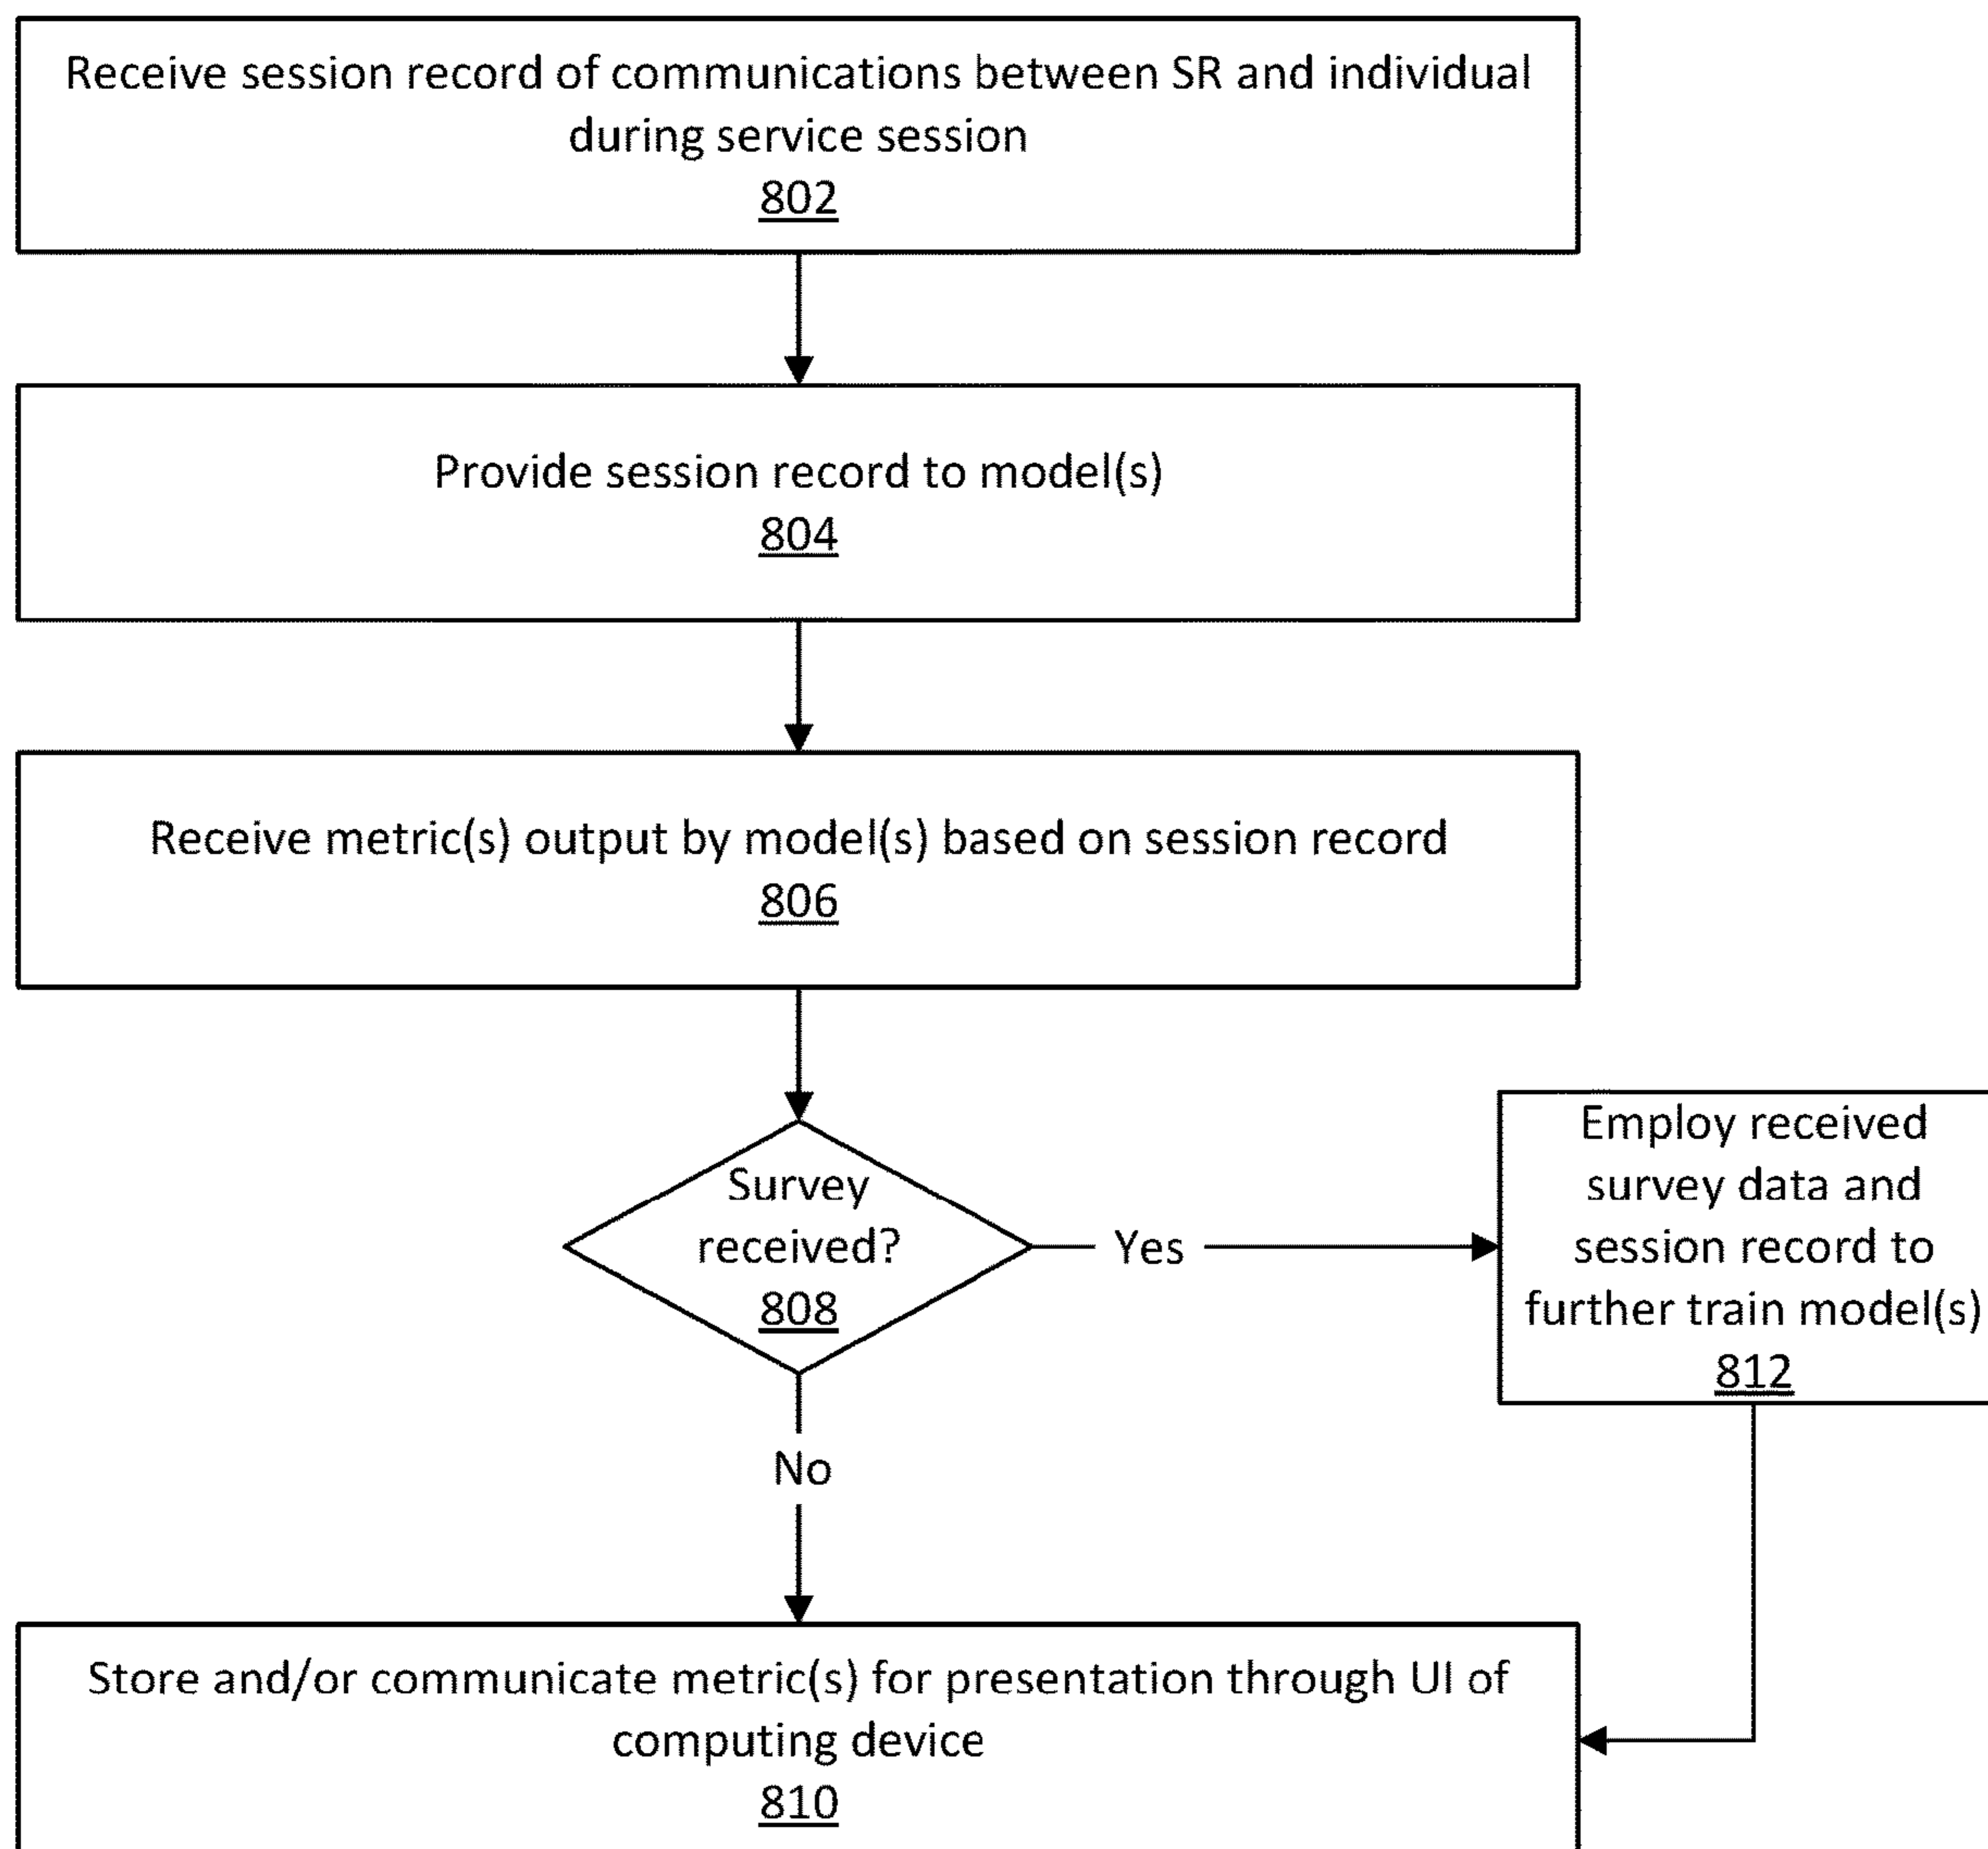 Receive session record of communications between SR and individual
during service session
802
Provide session record to model(s)
804
Receive metric(s) output by model(s) based on session record
806
Survey
received?
808
Yes
Employ received
survey data and
session record to
further train model(s)
812
No
Store and/or communicate metric(s) for presentation through UI of
computing device
810